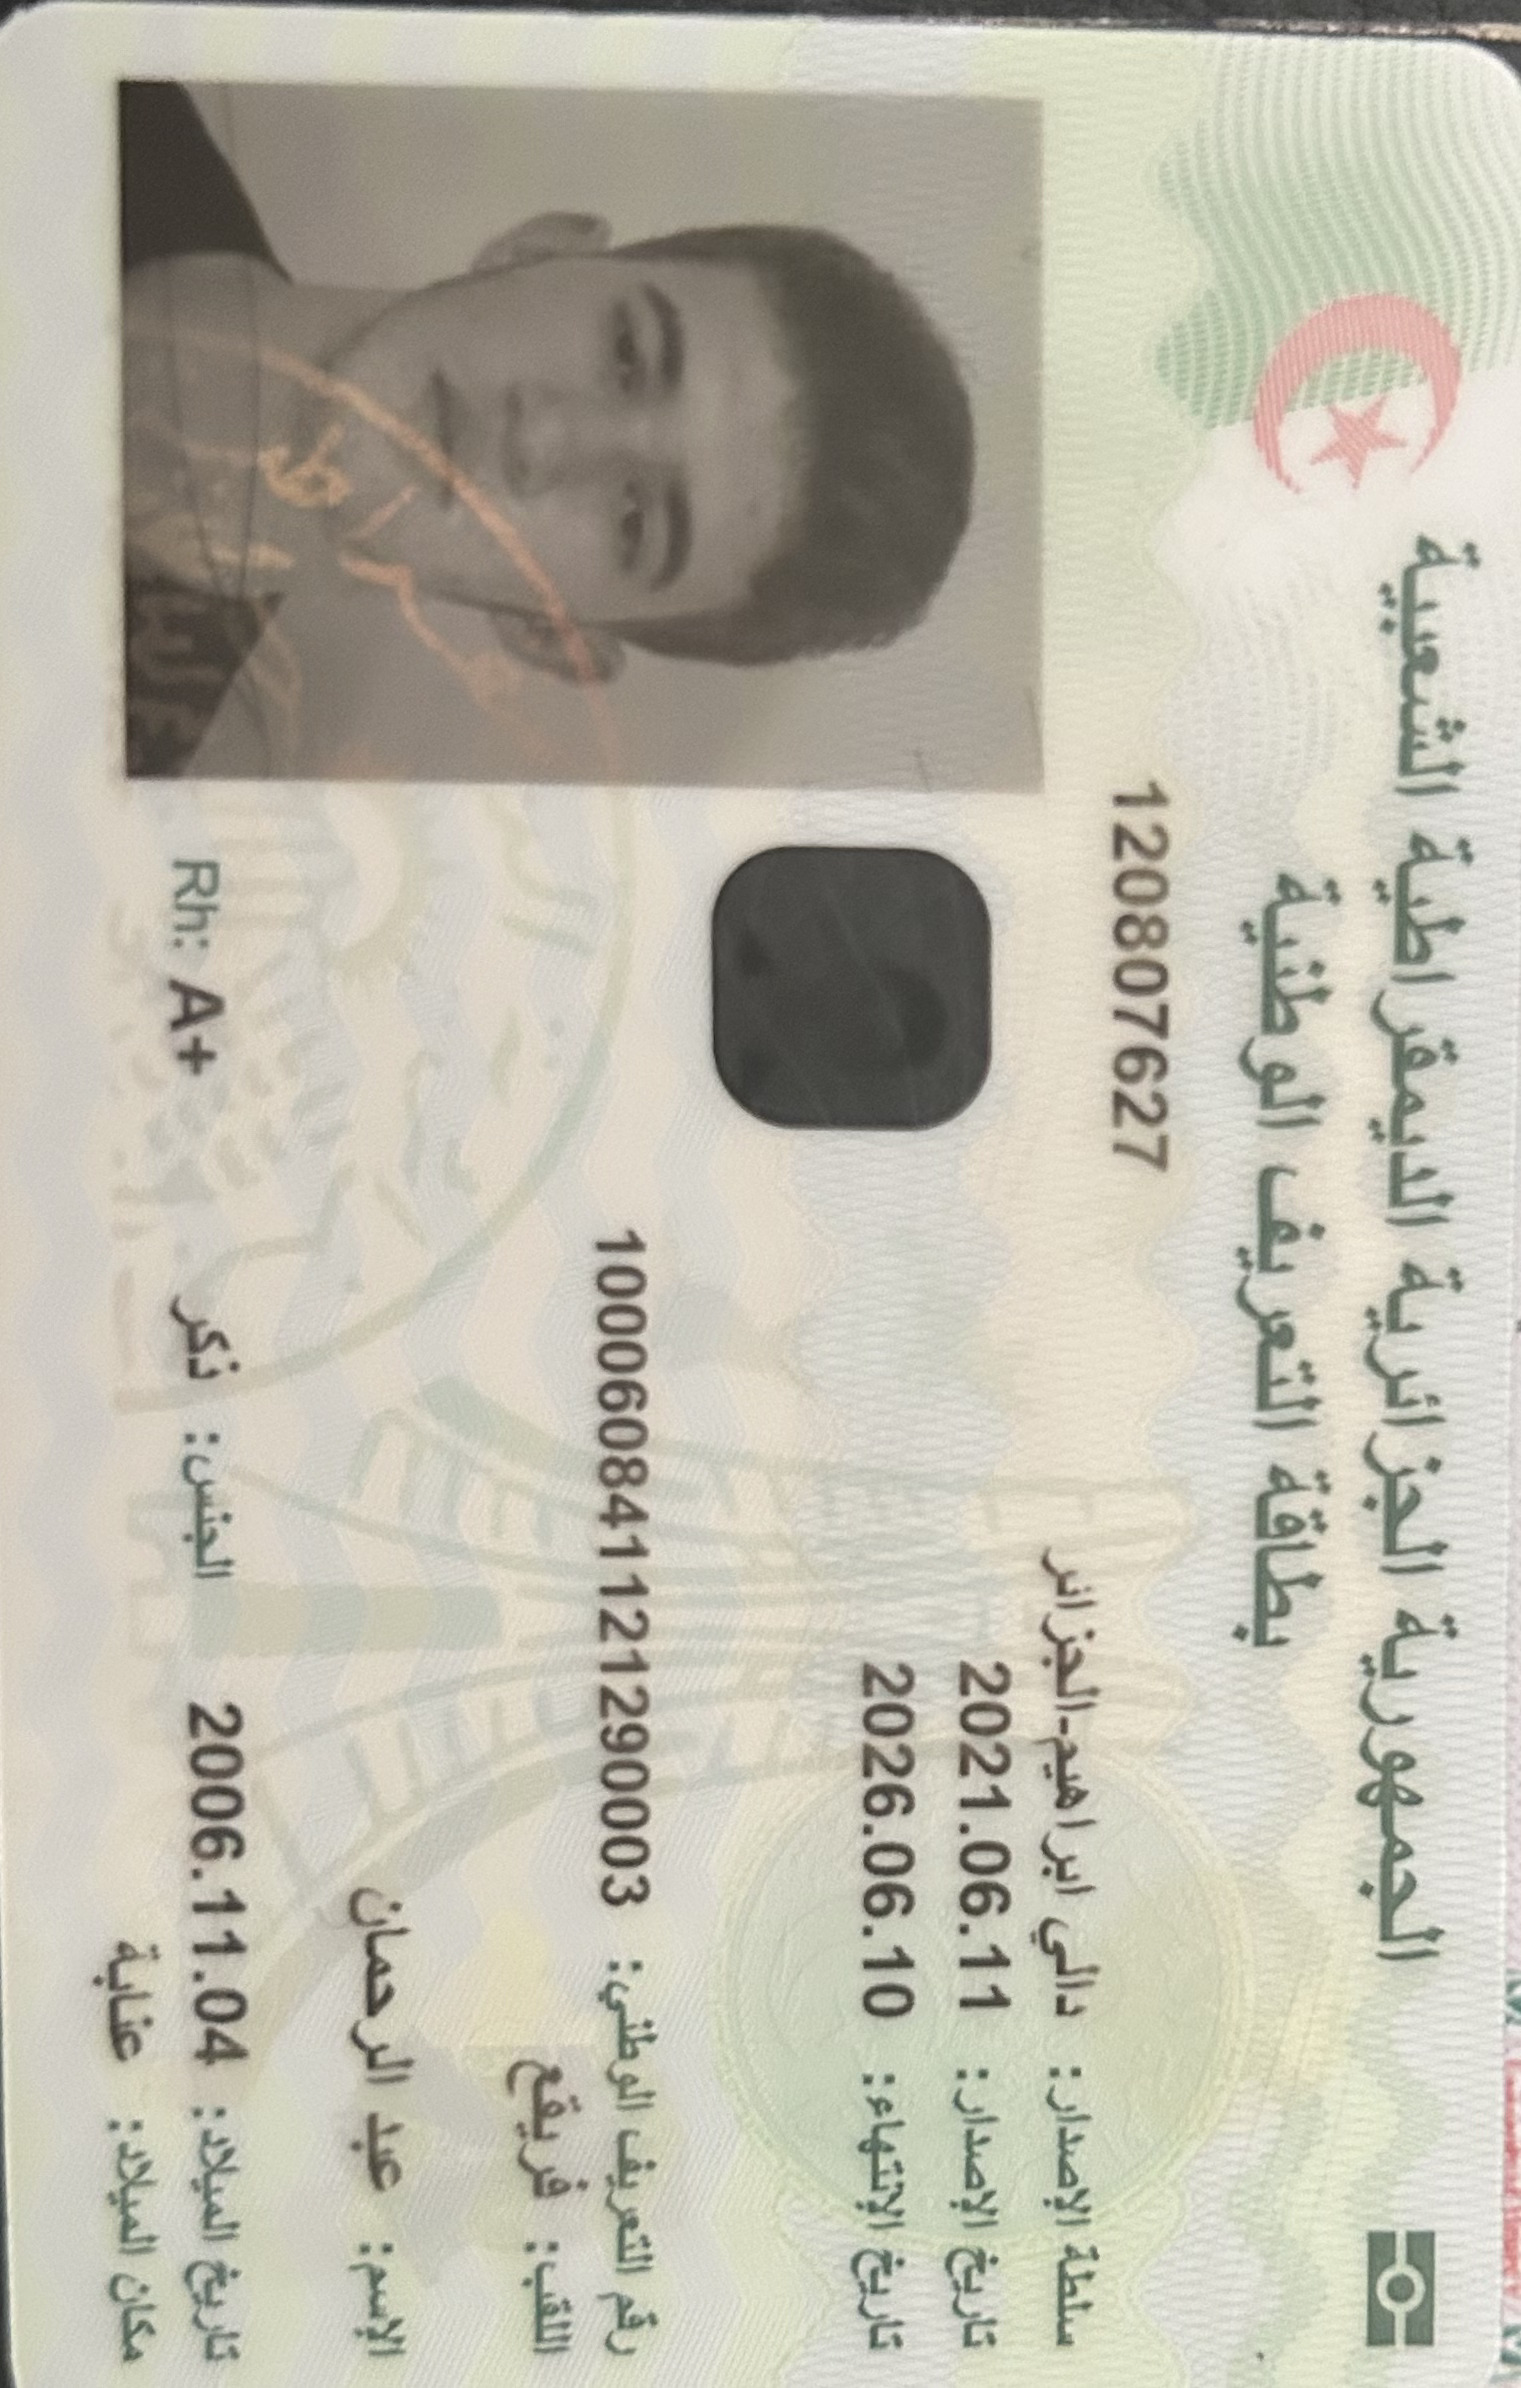 الجمهورية الجزائرية الديمقراطية الشعبية
بطاقة التعريف الوطنية
120807627
سلطة الإصدار: دالي ابراهيم-الجزائر
تاريخ الإصدار: 2021.06.11
تاريخ الإنتهاء: 2026.06.10
رقم التعريف الوطني: 100060841121290003
اللقب: فريقع
الإسم: عبد الرحمان
تاريخ الميلاد: 2006.11.04
الجنس: ذكر
Rh: A+
مكان الميلاد: عنابة